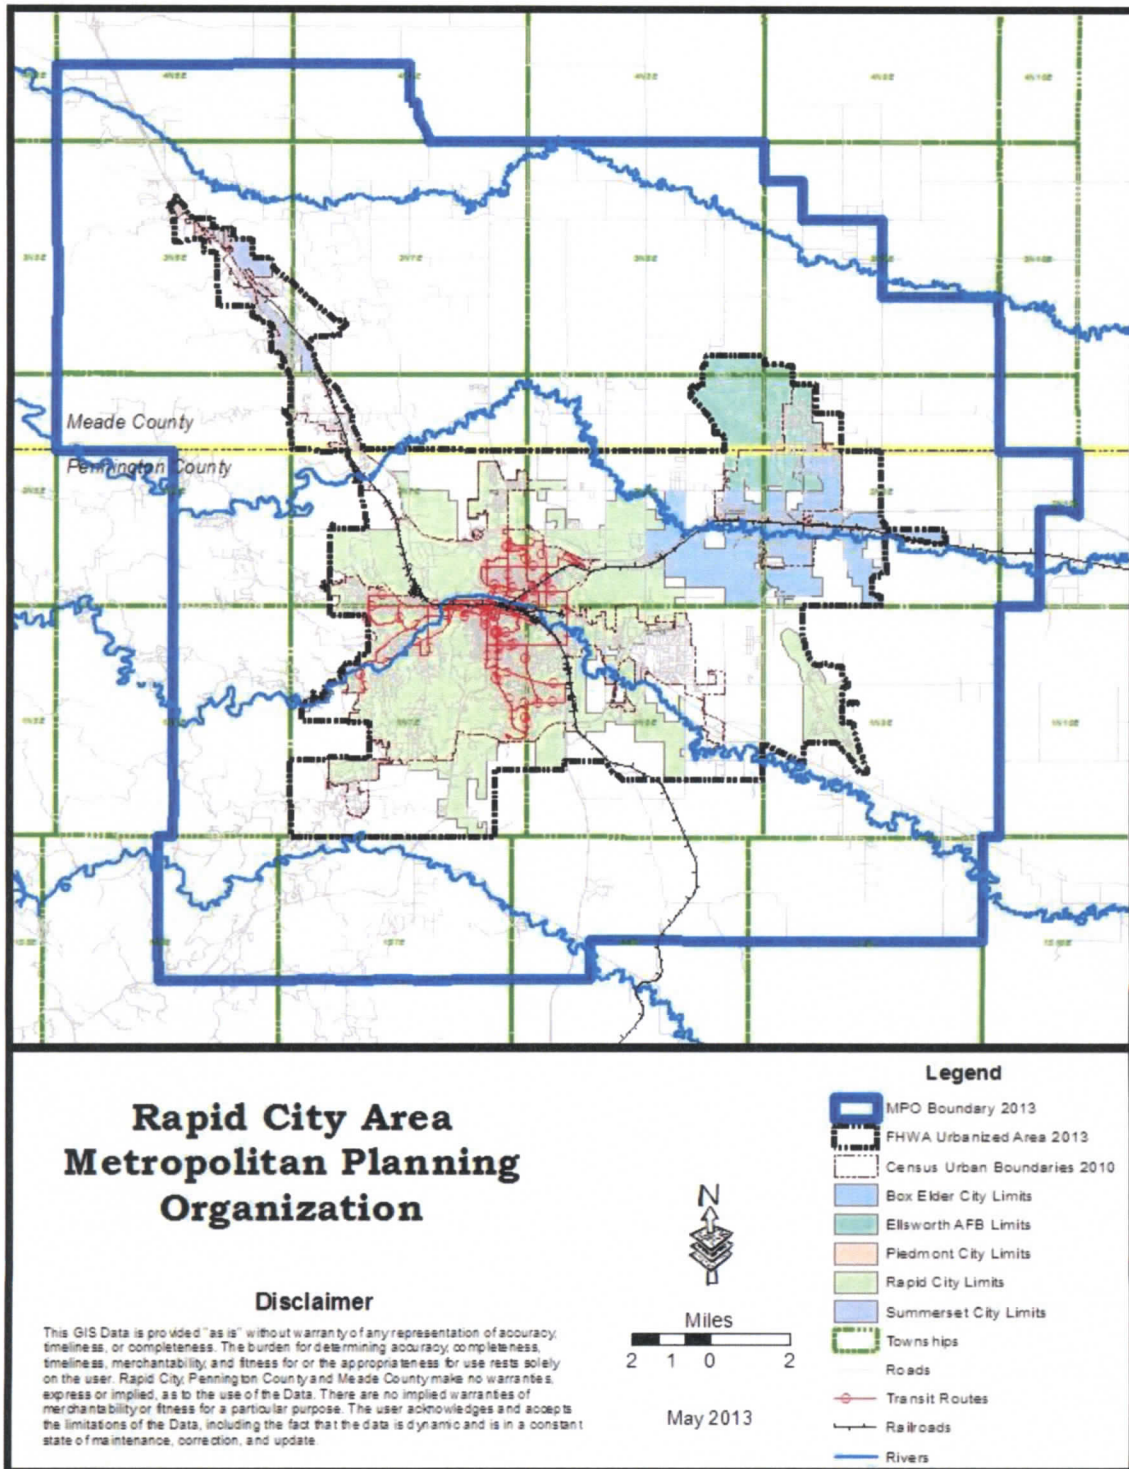 Meade County
Pennington County
Rapid City Area
Metropolitan Planning
Organization
Disclaimer
This GIS Data is provided "as is" without warranty of any representation of accuracy,
timeliness, or completeness. The burden for determining accuracy, completeness,
timeliness, merchantability, and fitness for or the appropriateness for use rests solely
on the user. Rapid City, Pennington County and Meade County make no warranties,
express or implied, as to the use of the Data. There are no implied warranties of
merchantability or fitness for a particular purpose. The user acknowledges and accepts
the limitations of the Data, including the fact that the data is dynamic and is in a constant
state of maintenance, correction, and update.
N
Miles
2 1 0 2
May 2013
Legend
MPO Boundary 2013
FHWA Urbanized Area 2013
Census Urban Boundaries 2010
Box Elder City Limits
Ellsworth AFB Limits
Piedmont City Limits
Rapid City Limits
Summerset City Limits
Townships
Roads
Transit Routes
Railroads
Rivers